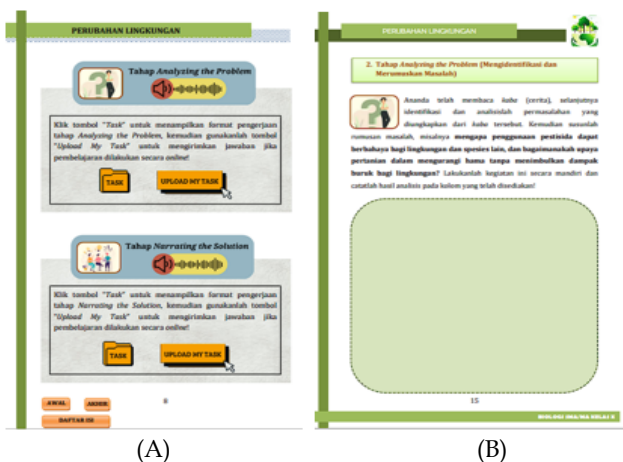 PERUBAHAN LINGKUNGAN
Tahap Analyzing the Problem
Klik tombol "Task" untuk menampilkan format pengerjaan
tahap Analyzing the Problem, kemudian gunakanlah tombol
"Upload My Task" untuk mengirimkan jawaban jika
pembelajaran dilakukan secara online!
TASK
UPLOAD MY TASK
Tahap Narrating the Solution
Klik tombol "Task" untuk menampilkan format pengerjaan
tahap Narrating the Solution, kemudian gunakanlah tombol
"Upload My Task" untuk mengirimkan jawaban jika
pembelajaran dilakukan secara online!
TASK
UPLOAD MY TASK
AWAL
AKHIR
8
DAFTAR ISI
(A)
PERUBAHAN LINGKUNGAN
2. Tahap Analyzing the Problem (Mengidentifikasi dan
Merumuskan Masalah)
Ananda telah membaca kaba (cerita), selanjutnya
identifikasi dan analisislah permasalahan yang
diungkapkan dari kaba tersebut. Kemudian susunlah
rumusan masalah, misalnya mengapa penggunaan pestisida dapat
berbahaya bagi lingkungan dan spesies lain, dan bagaimanakah upaya
pertanian dalam mengurangi hama tanpa menimbulkan dampak
buruk bagi lingkungan? Lakukanlah kegiatan ini secara mandiri dan
catatlah hasil analisis pada kolom yang telah disediakan!
15
BIOLOGI SMA/MA KELAS X
(B)